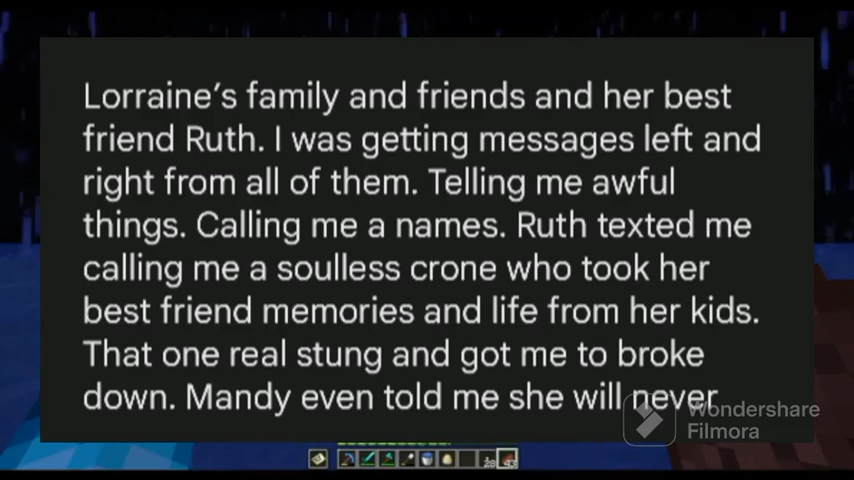 Lorraine's family and friends and her best
friend Ruth. I was getting messages left and
right from all of them. Telling me awful
things. Calling me a names. Ruth texted me
calling me a soulless crone who took her
best friend memories and life from her kids.
That one real stung and got me to broke
down. Mandy even told me she will never
Wondershare
Filmora
28 43